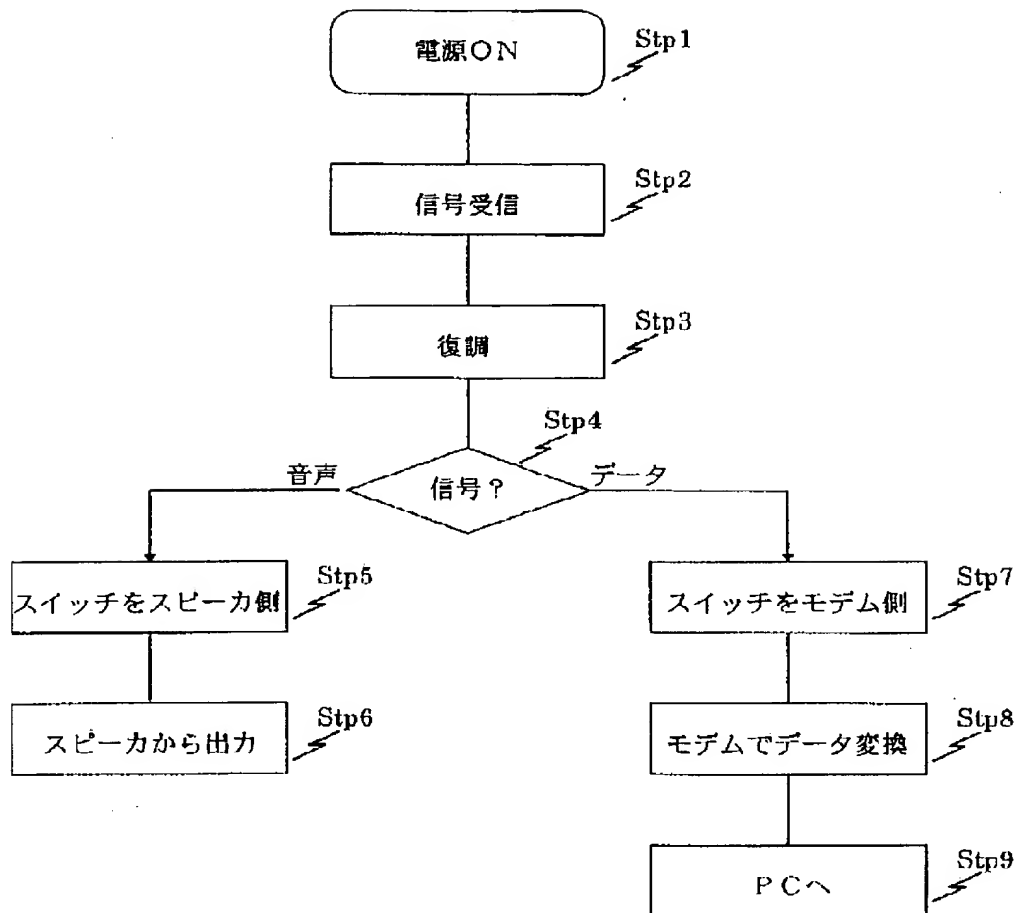 電源ON
Stp1
信号受信
Stp2
復調
Stp3
Stp4
音声
信号？
データ
スイッチをスピーカ側
Stp5
スイッチをモデム側
Stp7
スピーカから出力
Stp6
モデムでデータ変換
Stp8
PCへ
Stp9